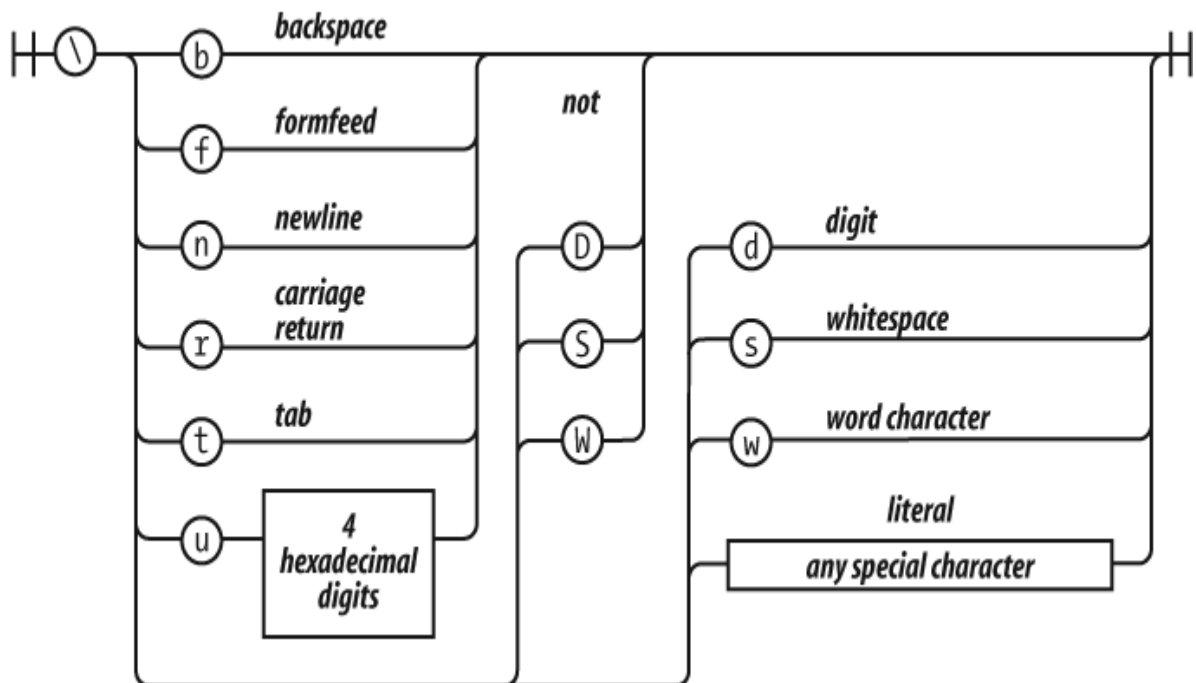 \
b
backspace
f
formfeed
n
newline
r
carriage
return
t
tab
u
4
hexadecimal
digits
not
D
S
W
d
digit
s
whitespace
w
word character
literal
any special character